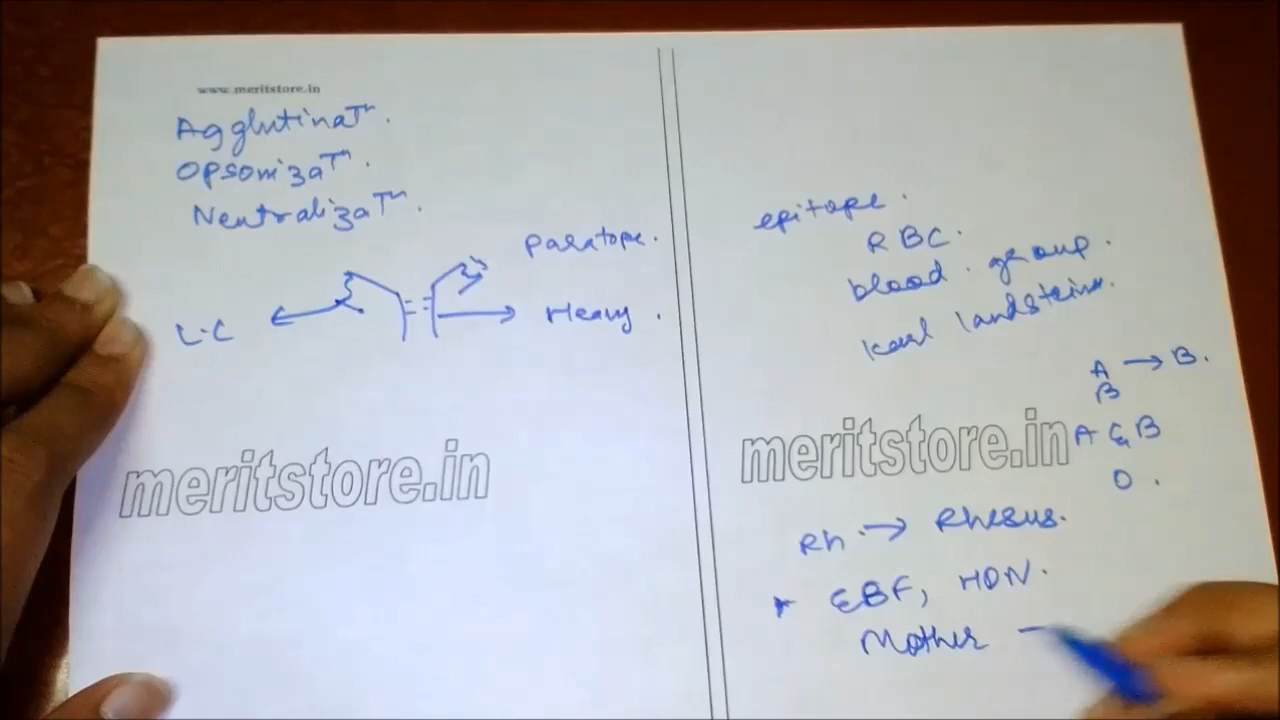 www.meritstore.in
AgglutinaTn.
OpsonizaTn.
NeutralizaTn.
paratope.
L.C
Heavy.
meritstore.in
epitope.
RBC.
blood group.
Karl landsteiner.
A → B.
B
A & B
O.
meritstore.in
Rh. → Rhesus.
EBF, HDN.
Mother –